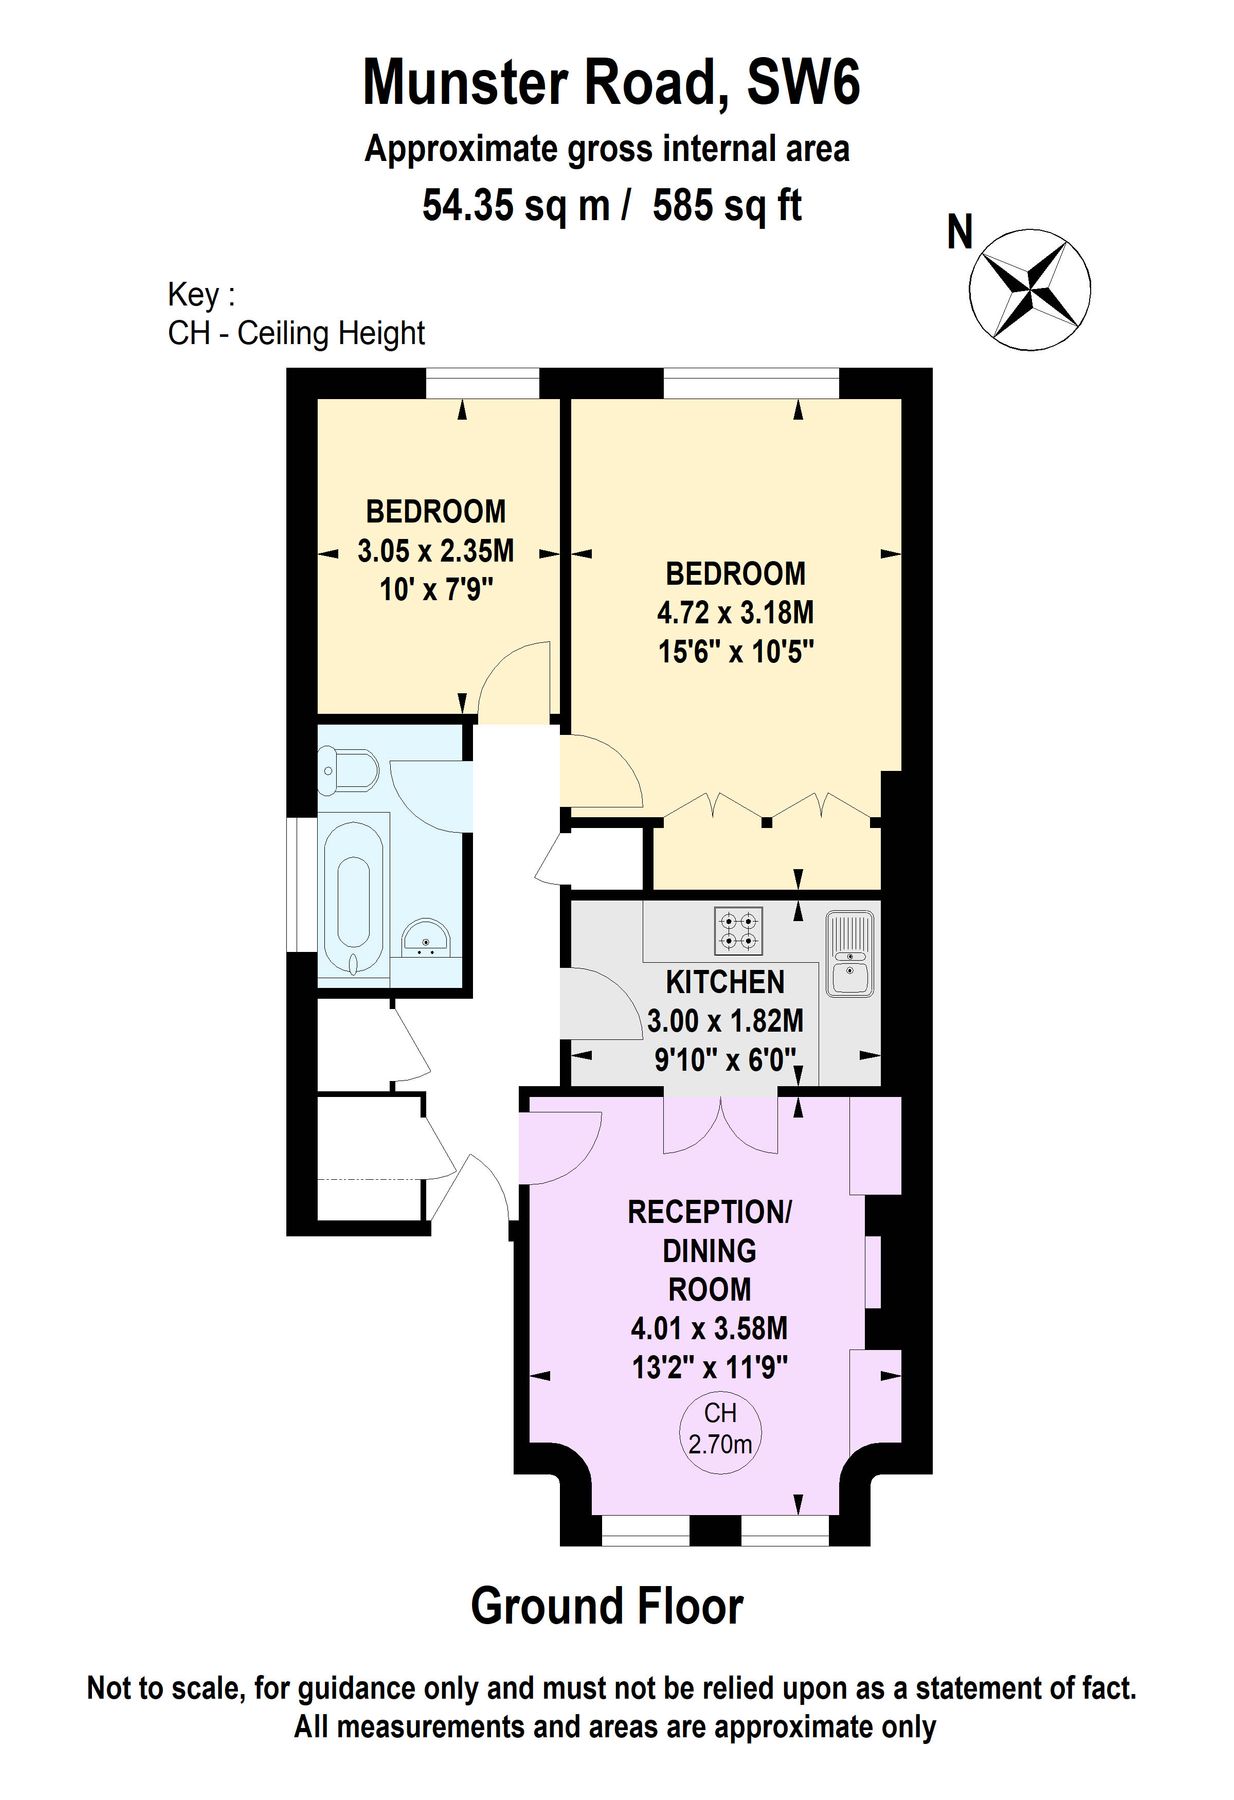 Munster Road, SW6
Approximate gross internal area
54.35 sq m / 585 sq ft
N
Key :
CH - Ceiling Height
BEDROOM
3.05 x 2.35M
10' x 7'9"
BEDROOM
4.72 x 3.18M
15'6" x 10'5"
KITCHEN
3.00 x 1.82M
9'10" x 6'0"
RECEPTION/
DINING
ROOM
4.01 x 3.58M
13'2" x 11'9"
CH
2.70m
Ground Floor
Not to scale, for guidance only and must not be relied upon as a statement of fact.
All measurements and areas are approximate only